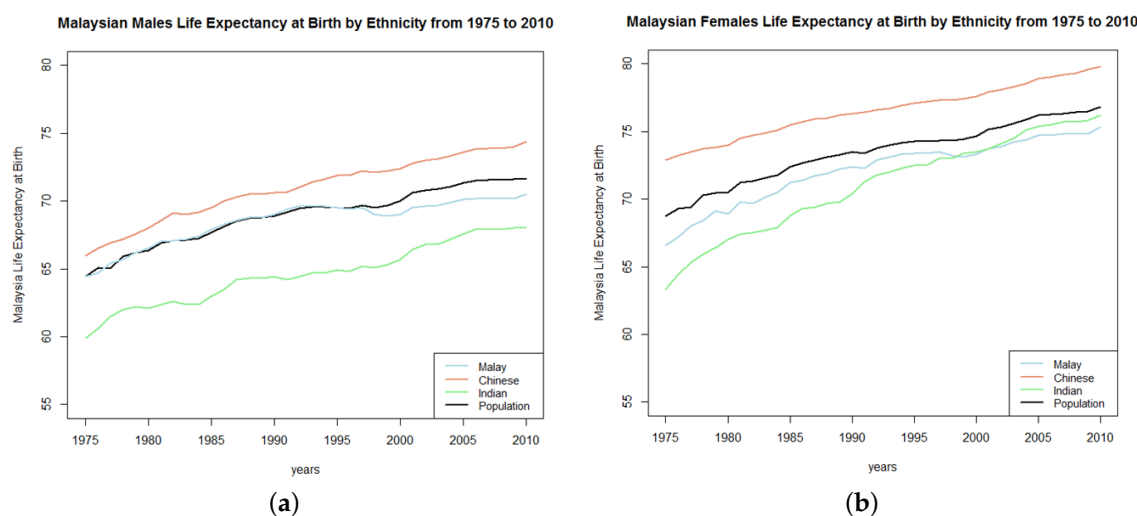 Malaysian Males Life Expectancy at Birth by Ethnicity from 1975 to 2010
Malaysia Life Expectancy at Birth
80
75
70
65
60
55
Malay
Chinese
Indian
Population
1975 1980 1985 1990 1995 2000 2005 2010
years
(a)
Malaysian Females Life Expectancy at Birth by Ethnicity from 1975 to 2010
Malaysia Life Expectancy at Birth
80
75
70
65
60
55
Malay
Chinese
Indian
Population
1975 1980 1985 1990 1995 2000 2005 2010
years
(b)